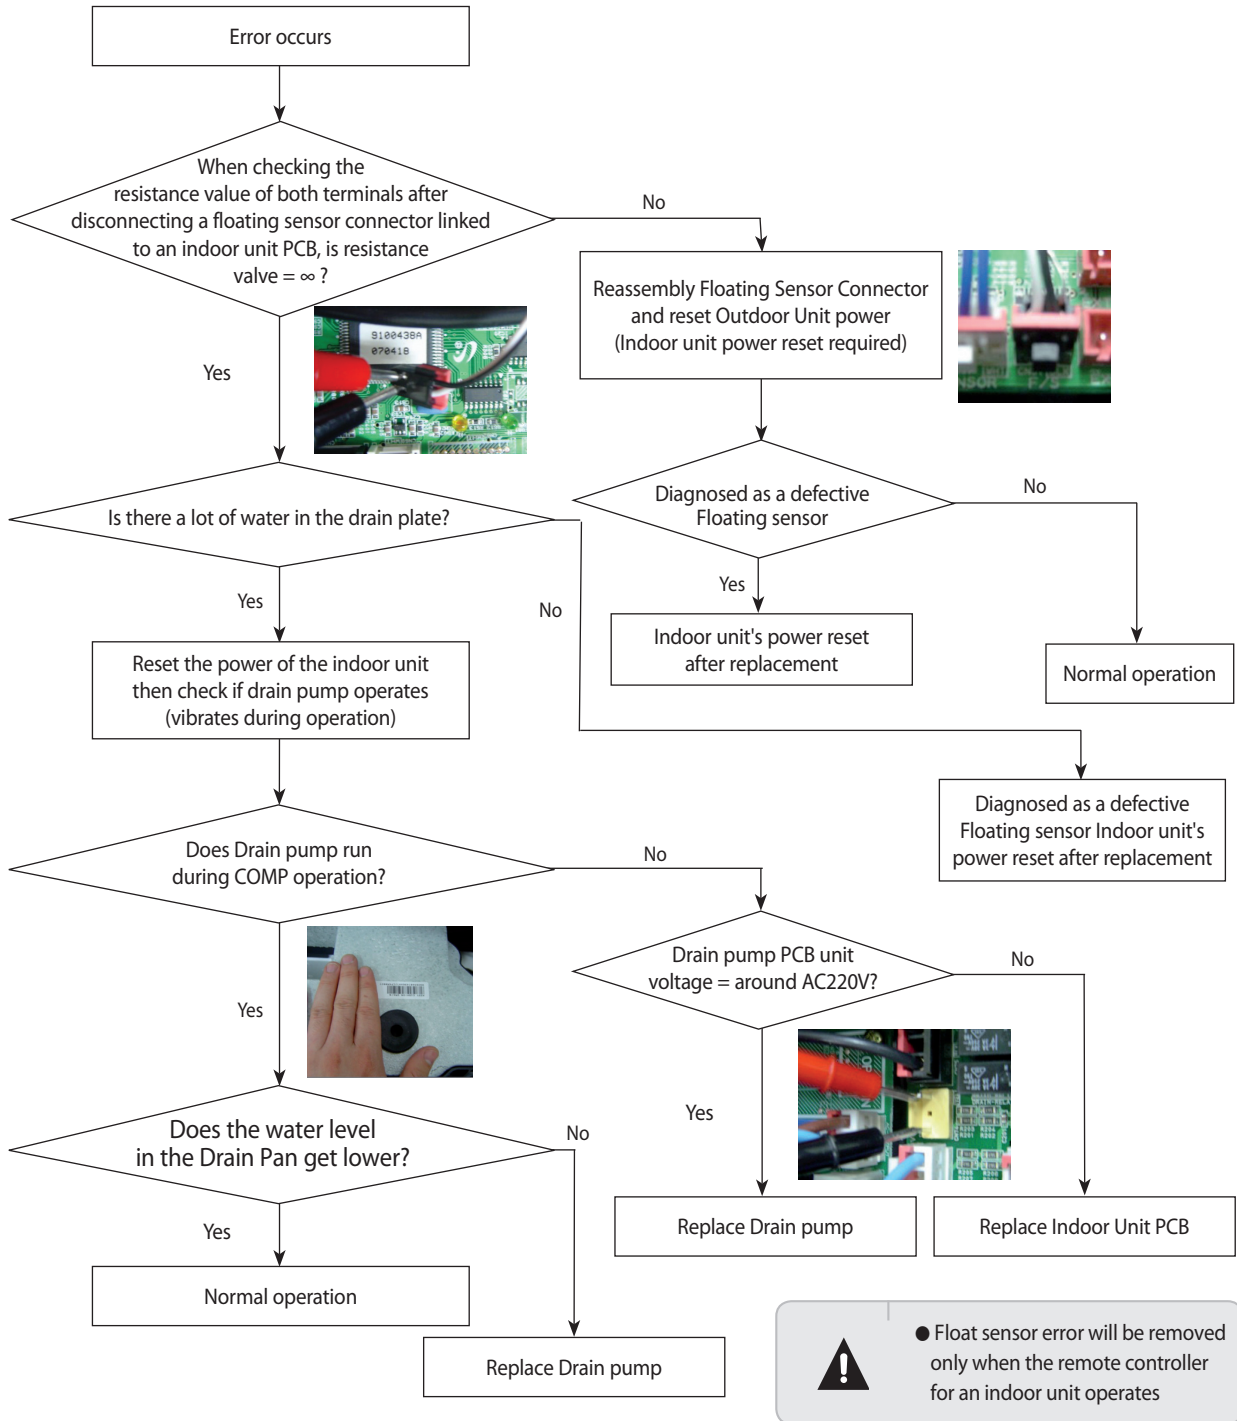 Error occurs
When checking the
resistance value of both terminals after
disconnecting a floating sensor connector linked
to an indoor unit PCB, is resistance
valve = ∞ ?
No
Reassembly Floating Sensor Connector
and reset Outdoor Unit power
(Indoor unit power reset required)
9100438A
070418
F/S
Yes
Is there a lot of water in the drain plate?
Diagnosed as a defective
Floating sensor
No
Yes
No
Yes
Indoor unit's power reset
after replacement
Normal operation
Reset the power of the indoor unit
then check if drain pump operates
(vibrates during operation)
Diagnosed as a defective
Floating sensor Indoor unit's
power reset after replacement
Does Drain pump run
during COMP operation?
No
Drain pump PCB unit
voltage = around AC220V?
No
Yes
Yes
Does the water level
in the Drain Pan get lower?
No
Replace Drain pump
Replace Indoor Unit PCB
Yes
Normal operation
Replace Drain pump
● Float sensor error will be removed
only when the remote controller
for an indoor unit operates